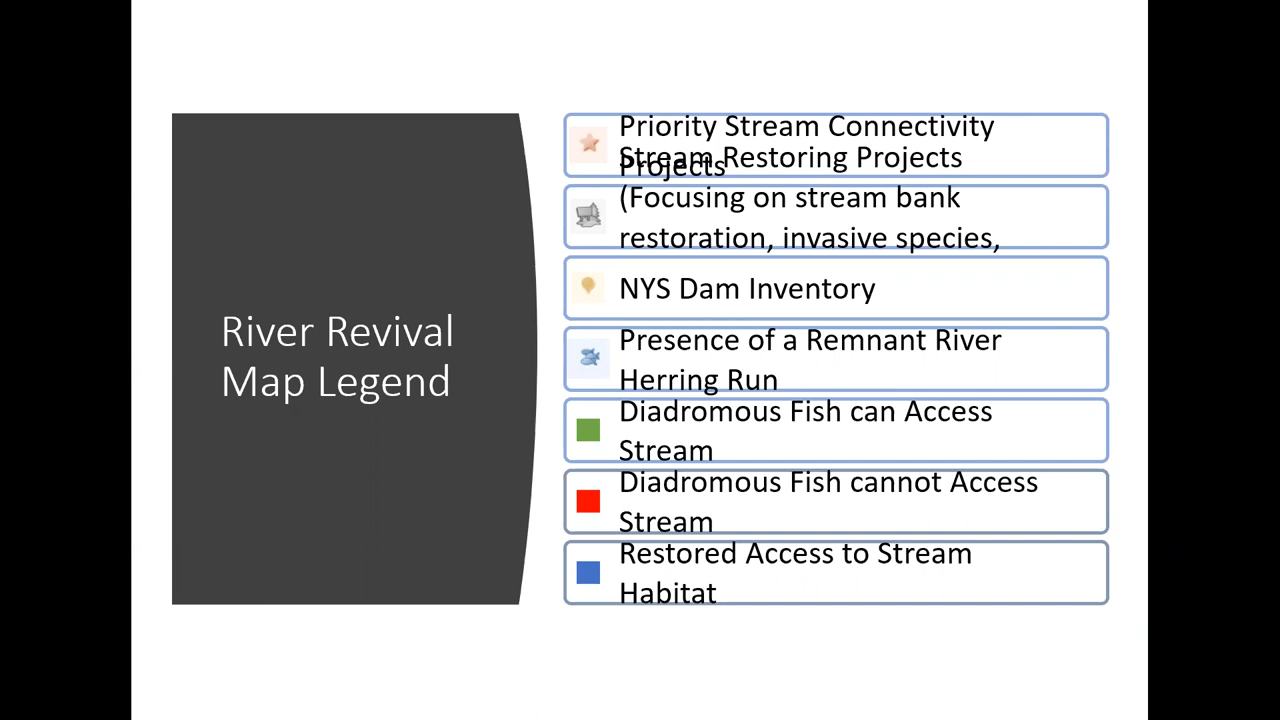 River Revival
Map Legend
Priority Stream Connectivity
Projects
Stream Restoring Projects
(Focusing on stream bank
restoration, invasive species,
NYS Dam Inventory
Presence of a Remnant River
Herring Run
Diadromous Fish can Access
Stream
Diadromous Fish cannot Access
Stream
Restored Access to Stream
Habitat